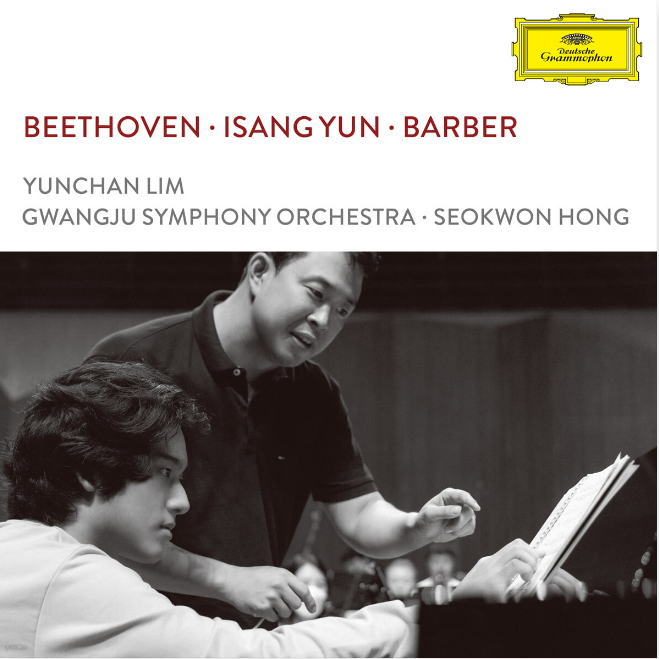 Deutsche
Grammophon
BEETHOVEN · ISANG YUN · BARBER
YUNCHAN LIM
GWANGJU SYMPHONY ORCHESTRA · SEOKWON HONG